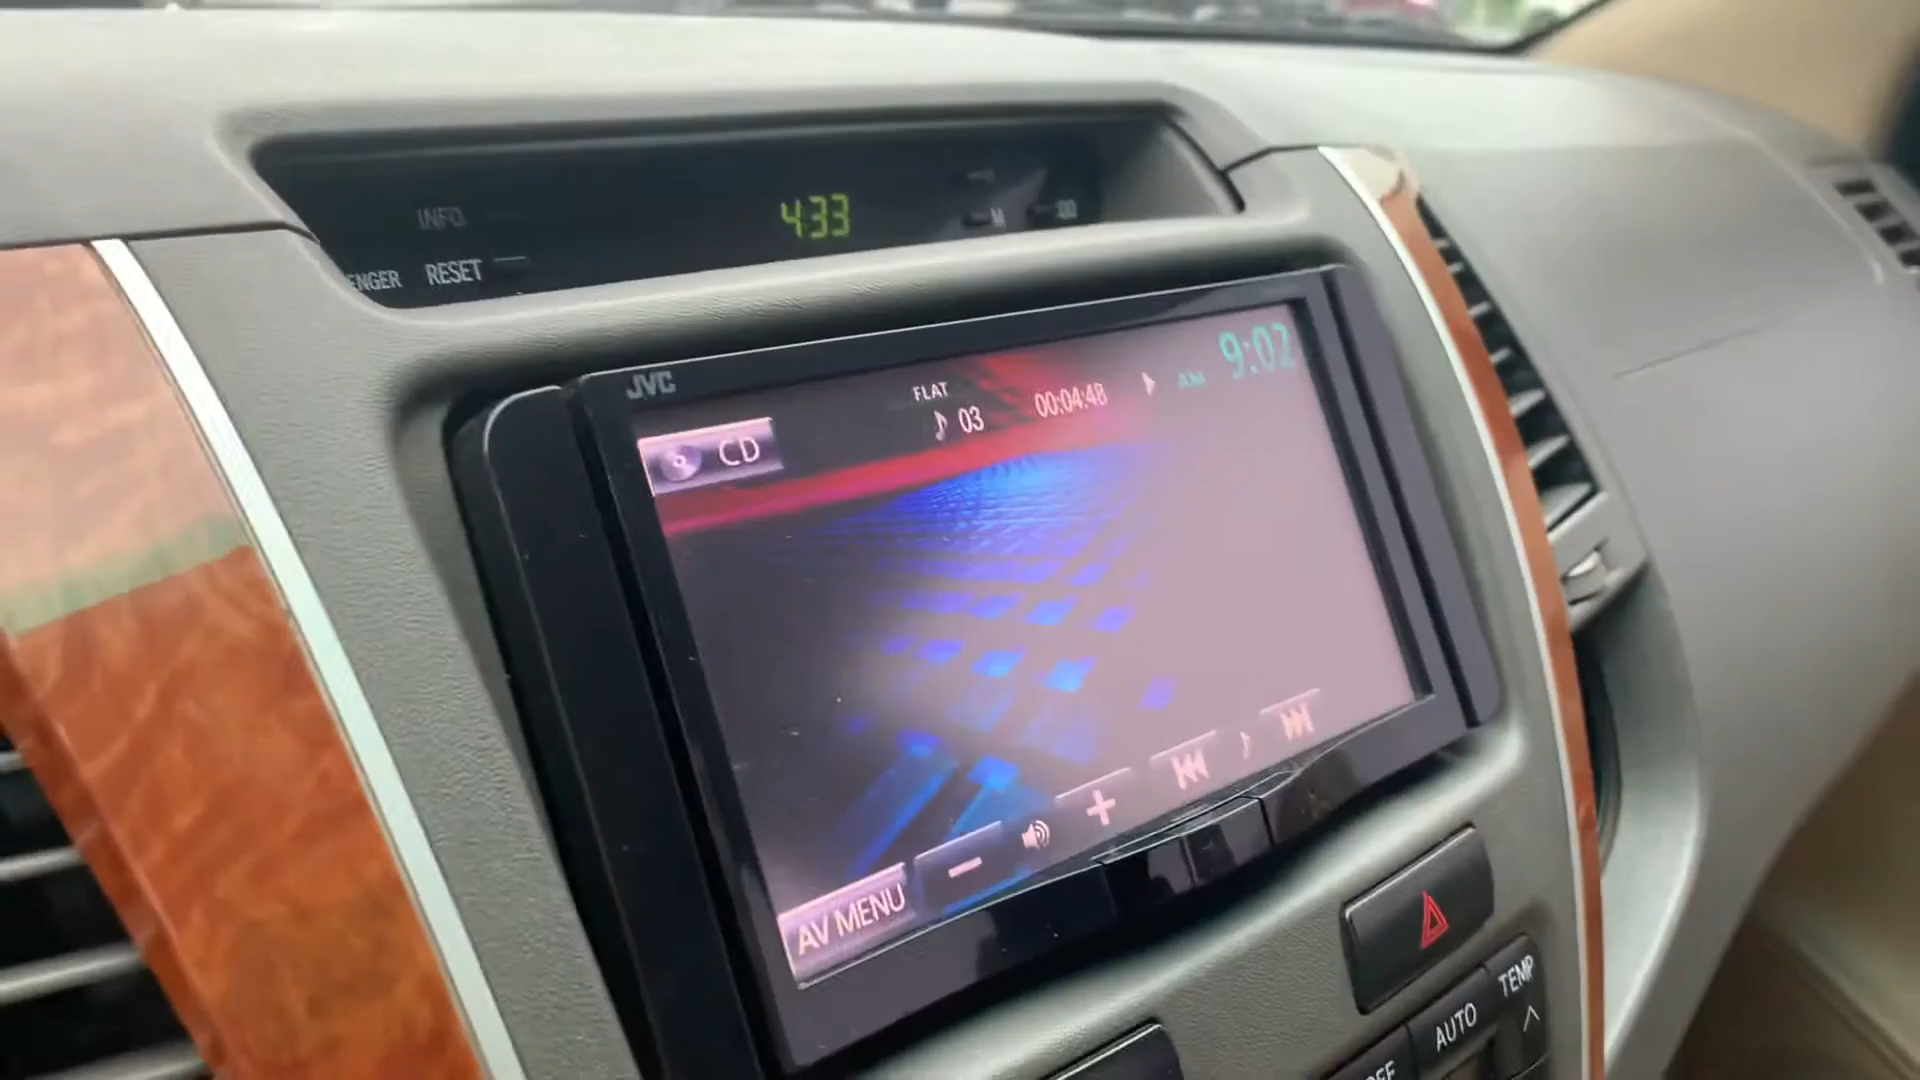 INFO.
4:33
M
:00
ENGER RESET
JVC
FLAT
03
00:04:48
AM 9:02
CD
AV MENU
TEMP
AUTO